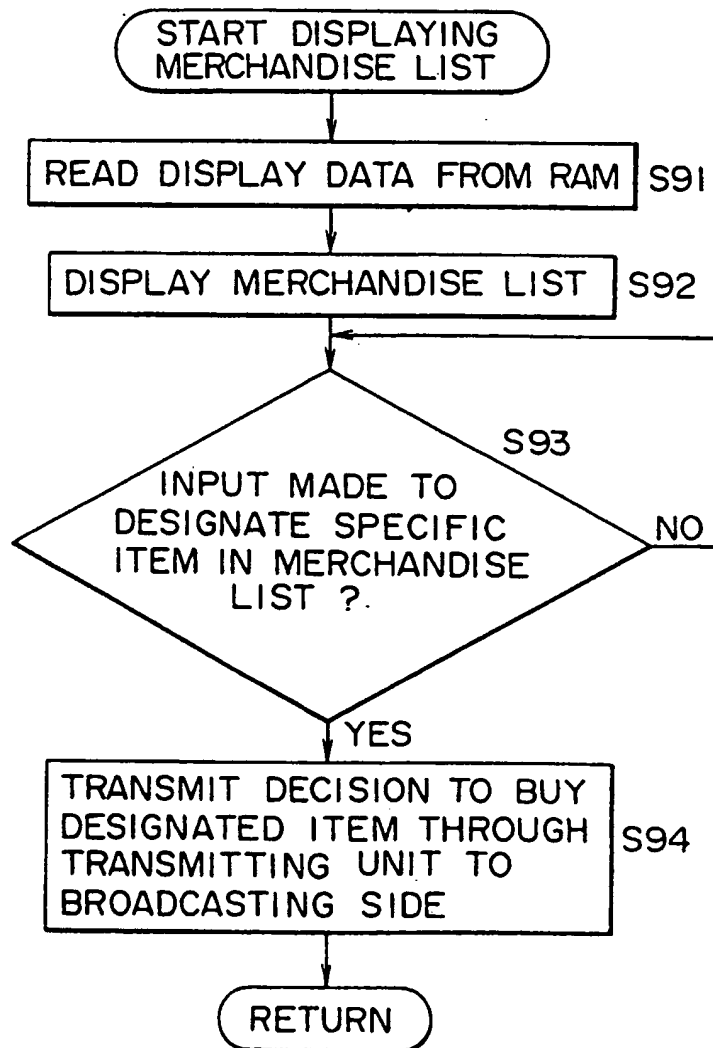 START DISPLAYING
MERCHANDISE LIST
READ DISPLAY DATA FROM RAM
S91
DISPLAY MERCHANDISE LIST
S92
S93
INPUT MADE TO
DESIGNATE SPECIFIC
ITEM IN MERCHANDISE
LIST ?
NO
YES
TRANSMIT DECISION TO BUY
DESIGNATED ITEM THROUGH
TRANSMITTING UNIT TO
BROADCASTING SIDE
S94
RETURN